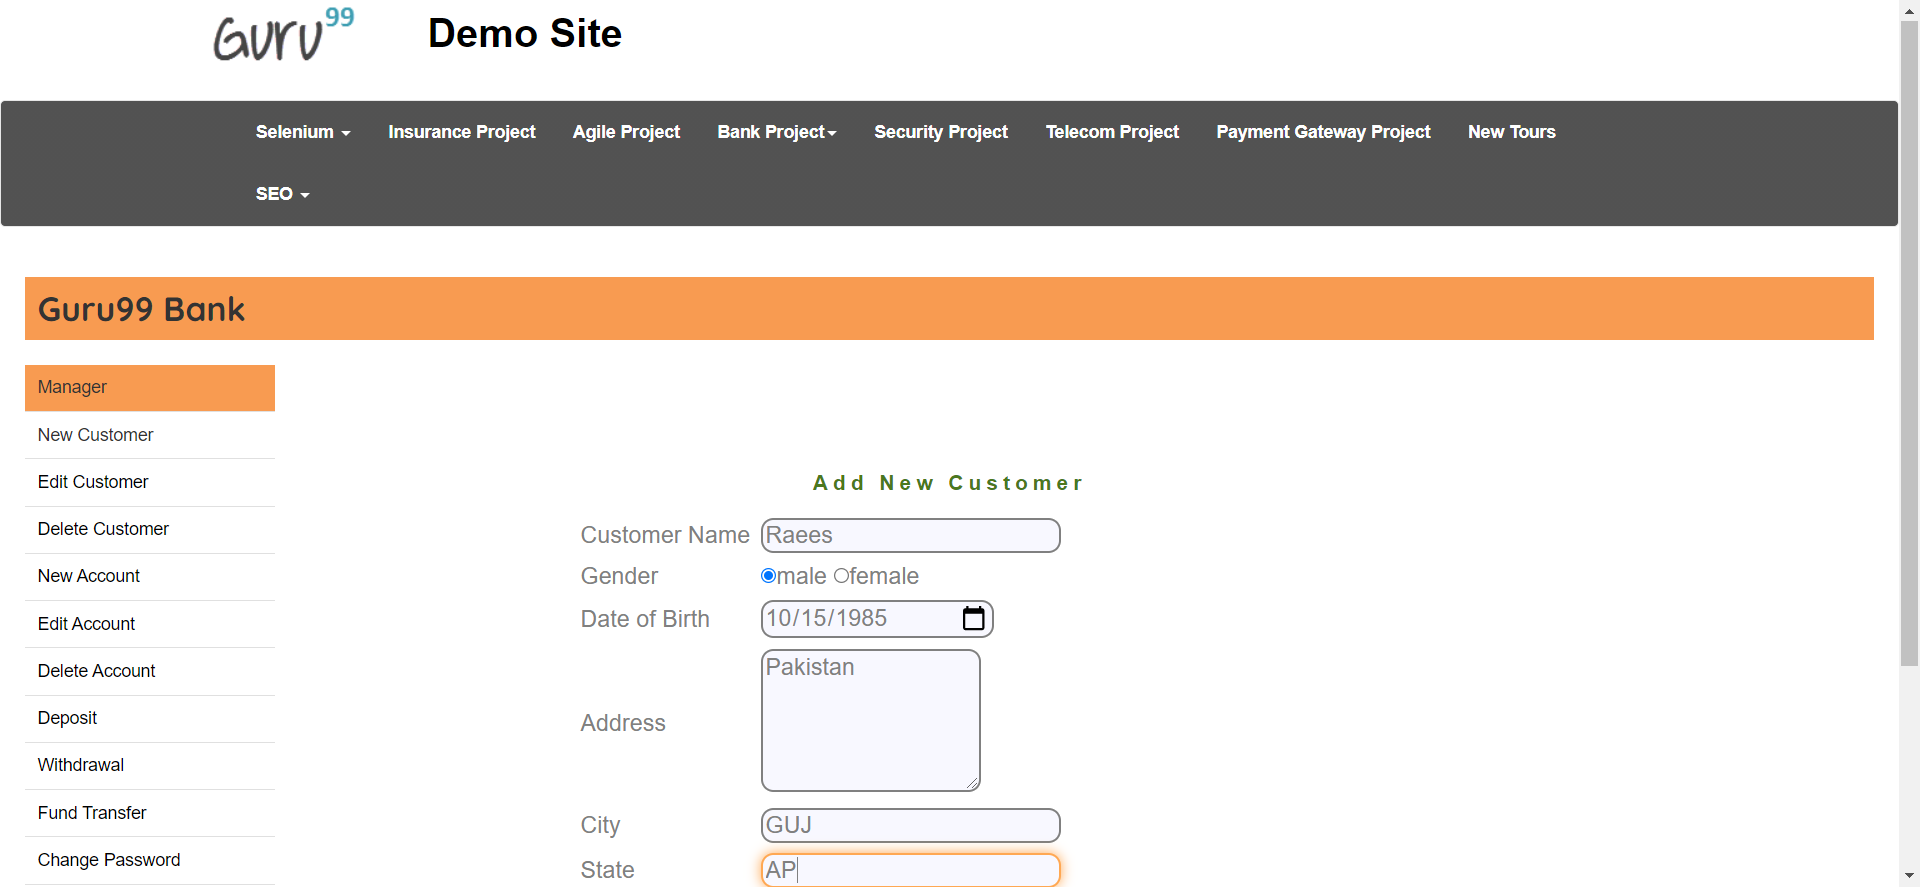 Guru99 Demo Site
Selenium Insurance Project Agile Project Bank Project Security Project Telecom Project Payment Gateway Project New Tours
SEO
Guru99 Bank
Manager
New Customer
Edit Customer
Delete Customer
New Account
Edit Account
Delete Account
Deposit
Withdrawal
Fund Transfer
Change Password
Add New Customer
Customer Name Raees
Gender male female
Date of Birth 10/15/1985
Address Pakistan
City GUJ
State AP